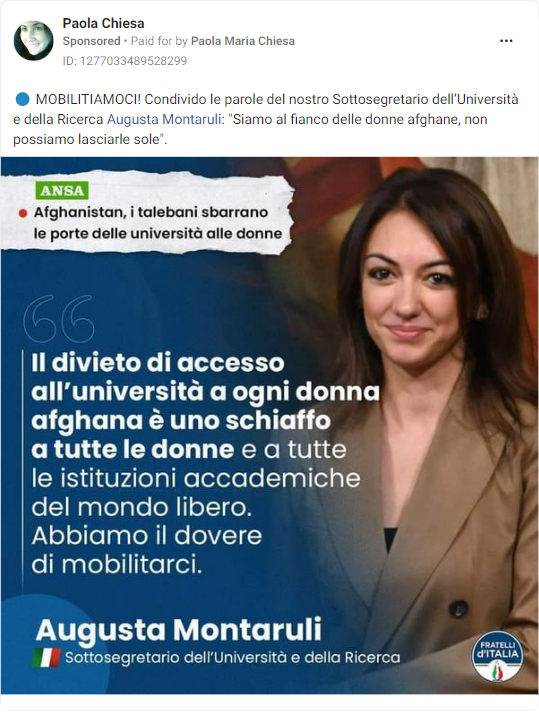 Paola Chiesa
Sponsored • Paid for by Paola Maria Chiesa
ID: 1277033489528299
🔵 MOBILITIAMOCI! Condivido le parole del nostro Sottosegretario dell'Università
e della Ricerca Augusta Montaruli: "Siamo al fianco delle donne afghane, non
possiamo lasciarle sole".
ANSA
• Afghanistan, i talebani sbarrano
le porte delle università alle donne
Il divieto di accesso
all'università a ogni donna
afghana è uno schiaffo
a tutte le donne e a tutte
le istituzioni accademiche
del mondo libero.
Abbiamo il dovere
di mobilitarci.
Augusta Montaruli
Sottosegretario dell'Università e della Ricerca
FRATELLI
d'ITALIA